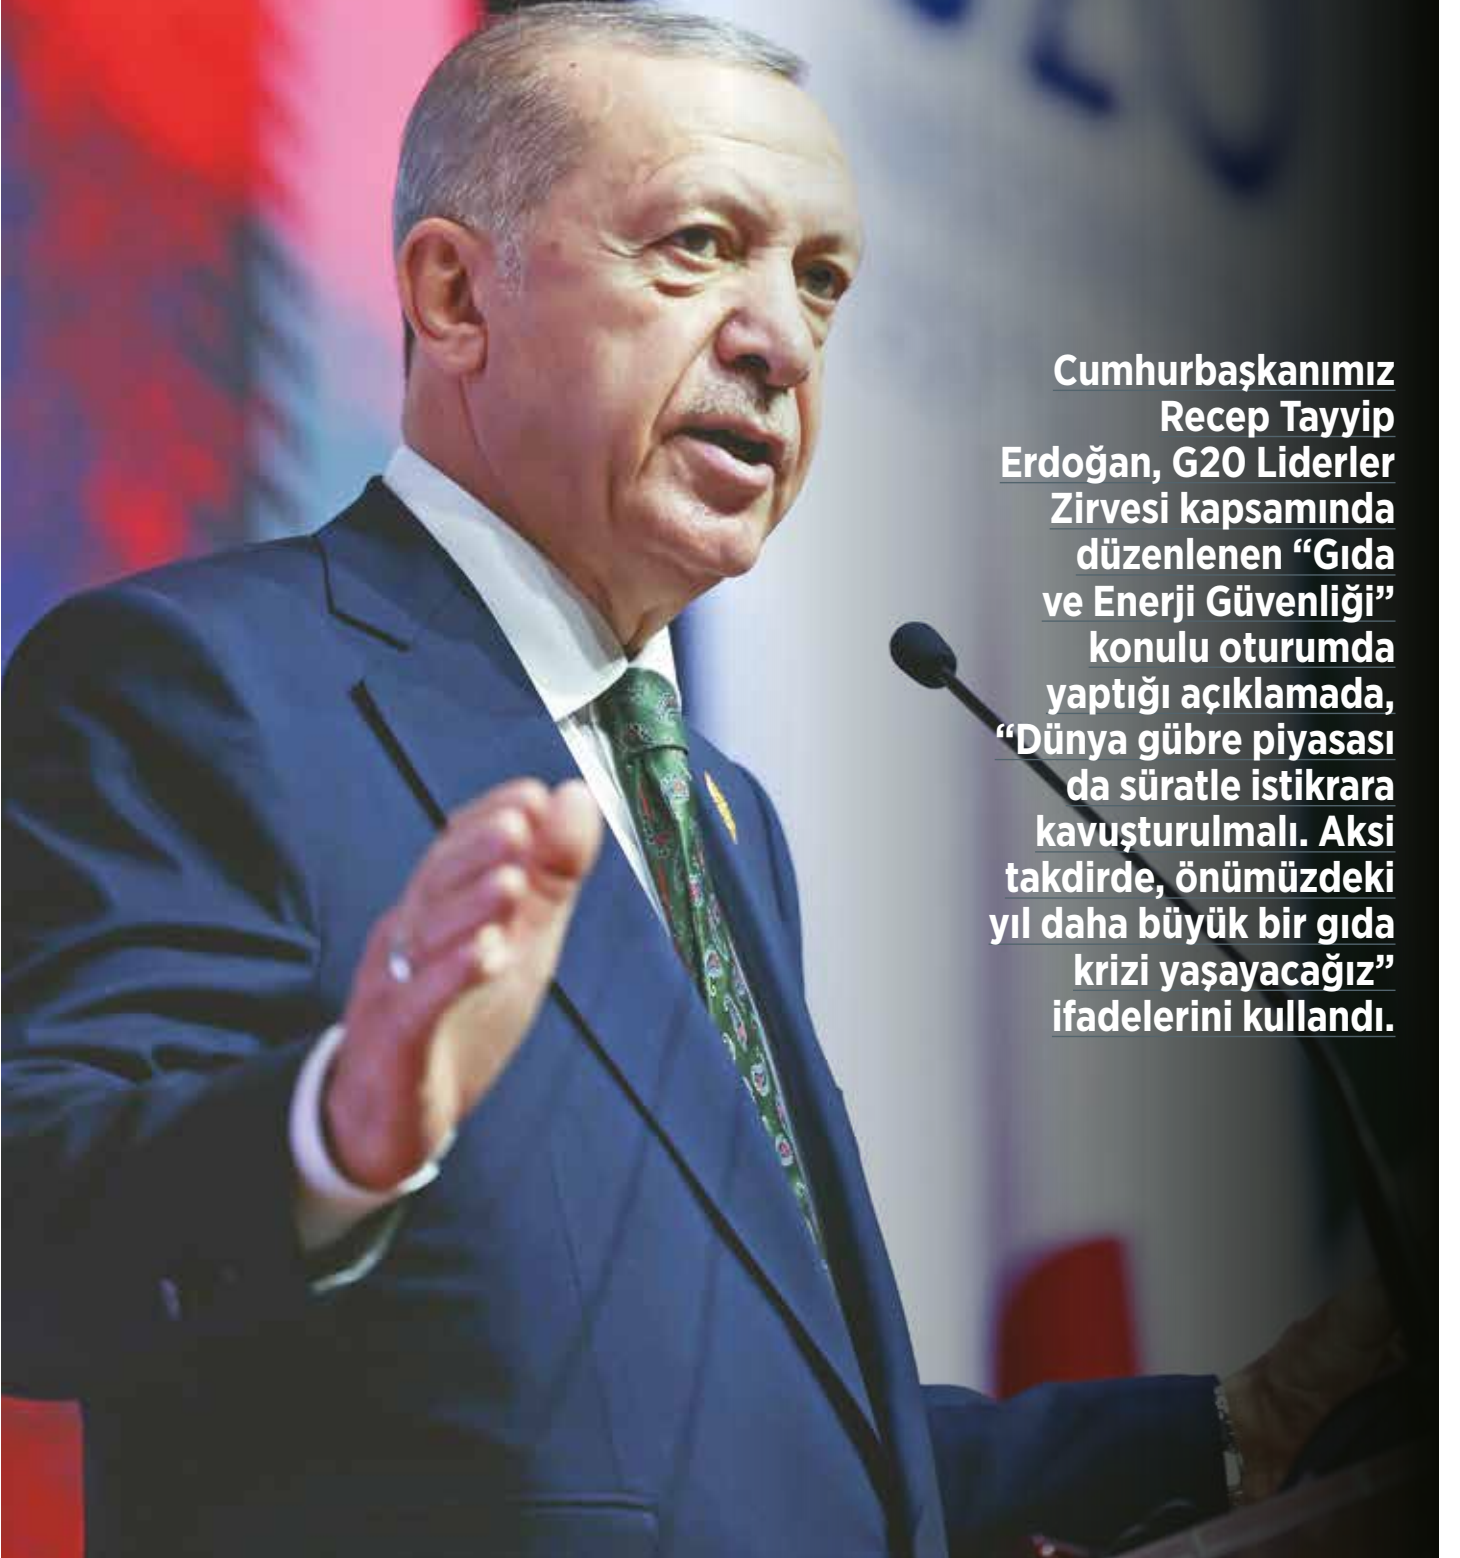 Cumhurbaşkanımız
Recep Tayyip
Erdoğan, G20 Liderler
Zirvesi kapsamında
düzenlenen “Gıda
ve Enerji Güvenliği”
konulu oturumda
yaptığı açıklamada,
“Dünya gübre piyasası
da süratle istikrara
kavuşturulmalı. Aksi
takdirde, önümüzdeki
yıl daha büyük bir gıda
krizi yaşayacağız”
ifadelerini kullandı.